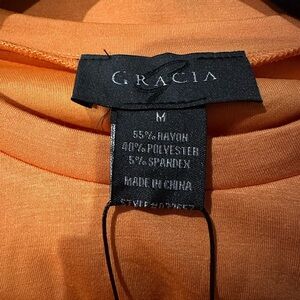 GRACIA
M
55% RAYON
40% POLYESTER
5% SPANDEX
MADE IN CHINA